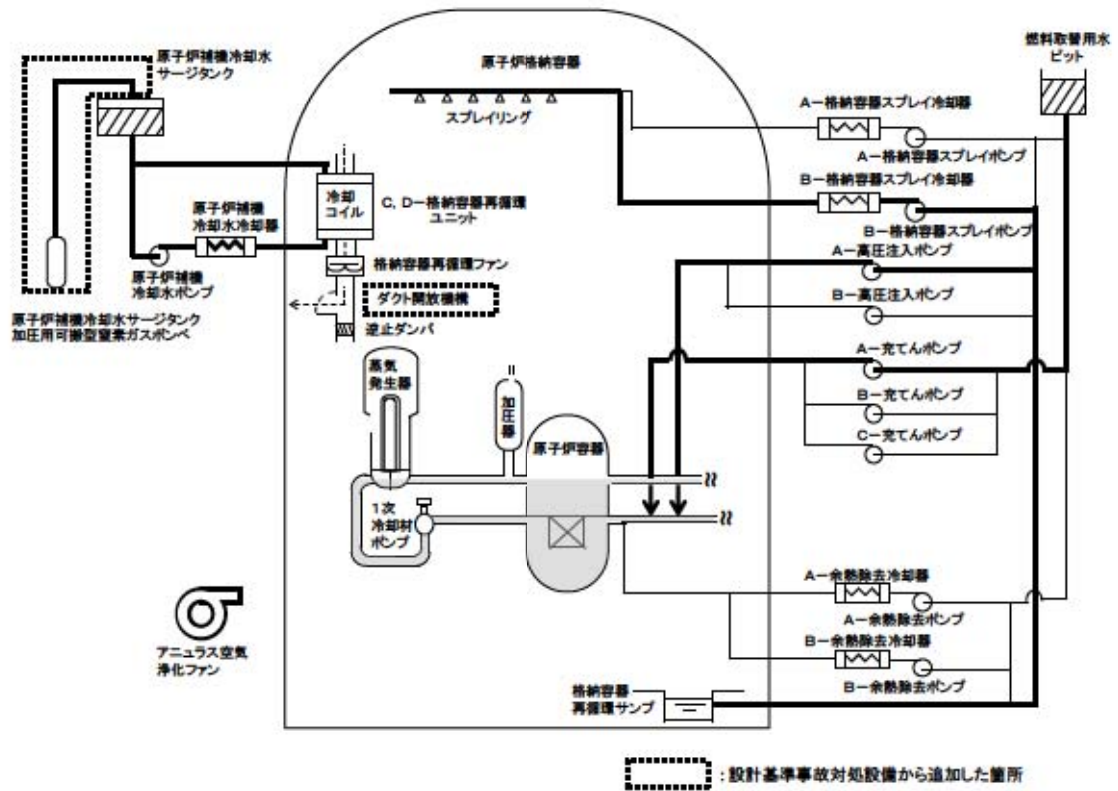 原子炉補機冷却水
サージタンク
原子炉格納容器
燃料取替用水
ピット
スプレイリング
A-格納容器スプレイ冷却器
A-格納容器スプレイポンプ
B-格納容器スプレイ冷却器
B-格納容器スプレイポンプ
冷却
コイル
C, D-格納容器再循環
ユニット
原子炉補機
冷却水冷却器
原子炉補機
冷却水ポンプ
格納容器再循環ファン
ダクト開放機構
逆止ダンパ
原子炉補機冷却水サージタンク
加圧用可搬型窒素ガスボンベ
A-高圧注入ポンプ
B-高圧注入ポンプ
A-充てんポンプ
B-充てんポンプ
C-充てんポンプ
蒸気
発生器
加圧器
原子炉容器
1次
冷却材
ポンプ
A-余熱除去冷却器
A-余熱除去ポンプ
B-余熱除去冷却器
B-余熱除去ポンプ
アニュラス空気
浄化ファン
格納容器
再循環サンプ
:設計基準事故対処設備から追加した箇所